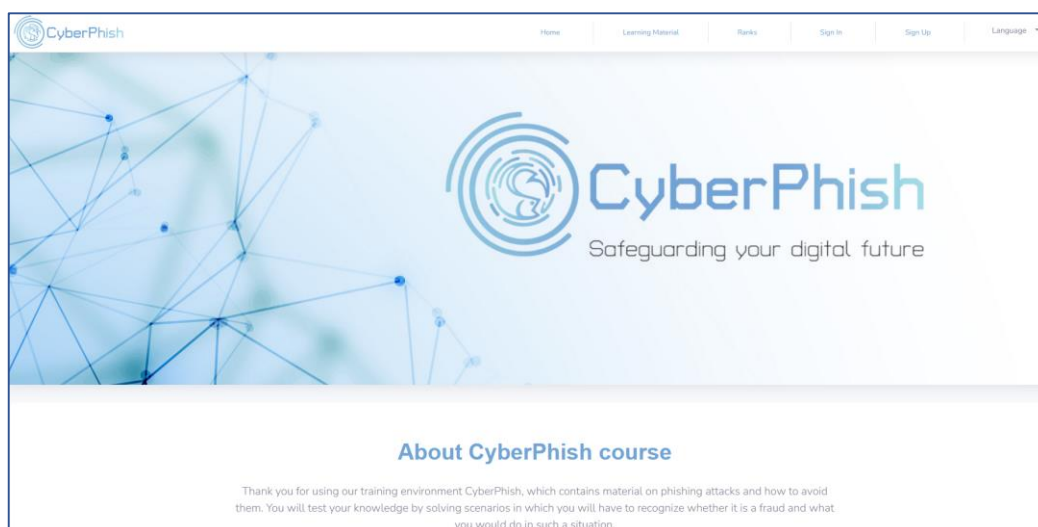 CyberPhish
Home Learning Material Ranks Sign In Sign Up Language
CyberPhish
Safeguarding your digital future
About CyberPhish course
Thank you for using our training environment CyberPhish, which contains material on phishing attacks and how to avoid
them. You will test your knowledge by solving scenarios in which you will have to recognize whether it is a fraud and what
you would do in such a situation